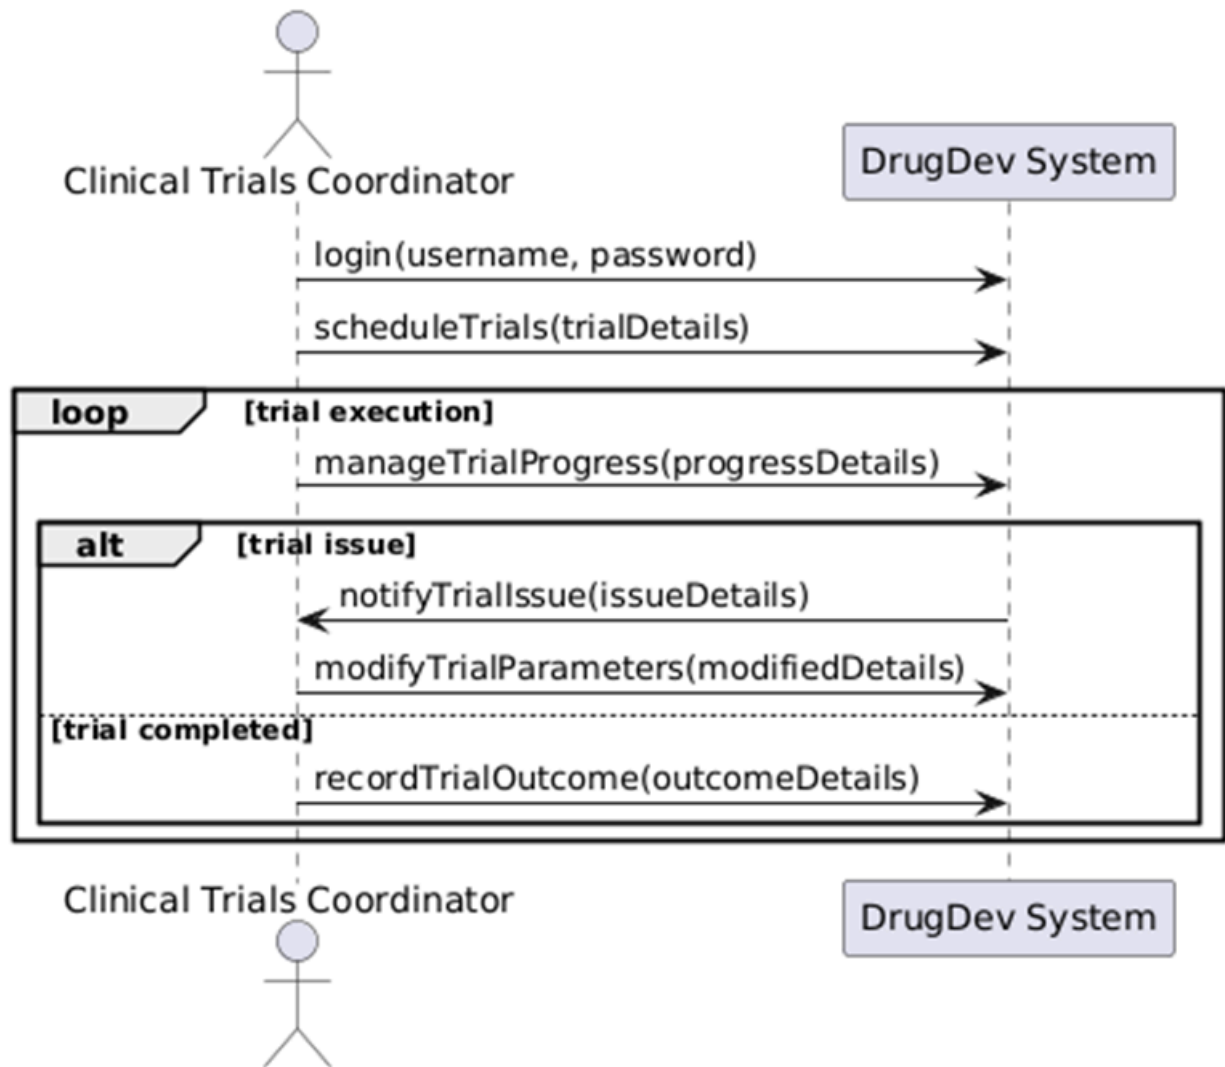 Clinical Trials Coordinator
DrugDev System
login(username, password)
scheduleTrials(trialDetails)
loop [trial execution]
manageTrialProgress(progressDetails)
alt [trial issue]
notifyTrialIssue(issueDetails)
modifyTrialParameters(modifiedDetails)
[trial completed]
recordTrialOutcome(outcomeDetails)
Clinical Trials Coordinator
DrugDev System